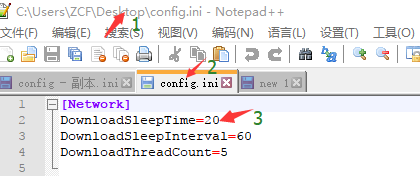 C:\Users\ZCF\Desktop\config.ini - Notepad++
1
文件(F) 编辑(E) 搜索(S) 视图(V) 编码(N) 语言(L) 设置(T) 工具(O)
2
config - 副本.ini config.ini new 1
1 [Network]
2 DownloadSleepTime=20 3
3 DownloadSleepInterval=60
4 DownloadThreadCount=5
5